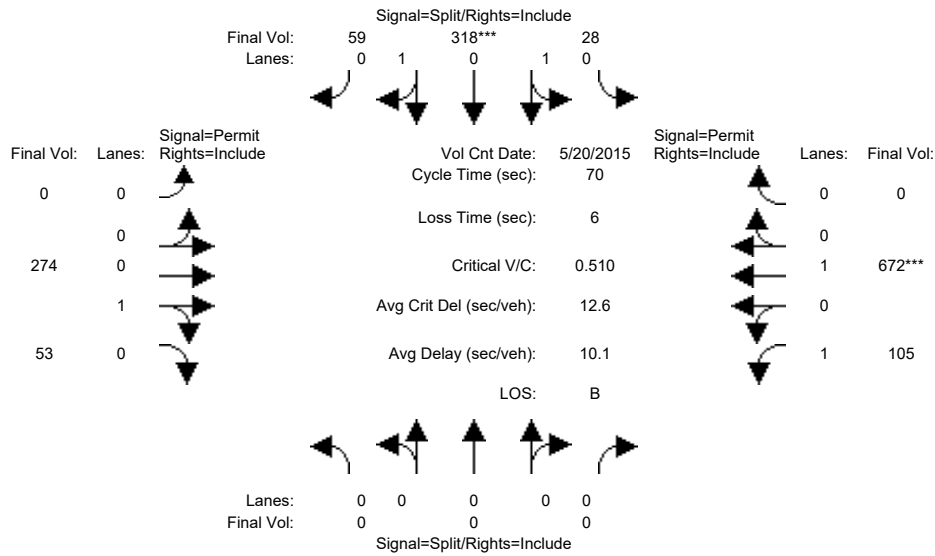 Signal=Split/Rights=Include
Final Vol: 59 318*** 28
Lanes: 0 1 0 1 0
Signal=Permit Signal=Permit
Final Vol: Lanes: Rights=Include Vol Cnt Date: 5/20/2015 Rights=Include Lanes: Final Vol:
Cycle Time (sec): 70
0 0 0 0
Loss Time (sec): 6
0 0
274 0 Critical V/C: 0.510 1 672***
1 Avg Crit Del (sec/veh): 12.6 0
53 0 Avg Delay (sec/veh): 10.1 1 105
LOS: B
Lanes: 0 0 0 0 0
Final Vol: 0 0 0
Signal=Split/Rights=Include